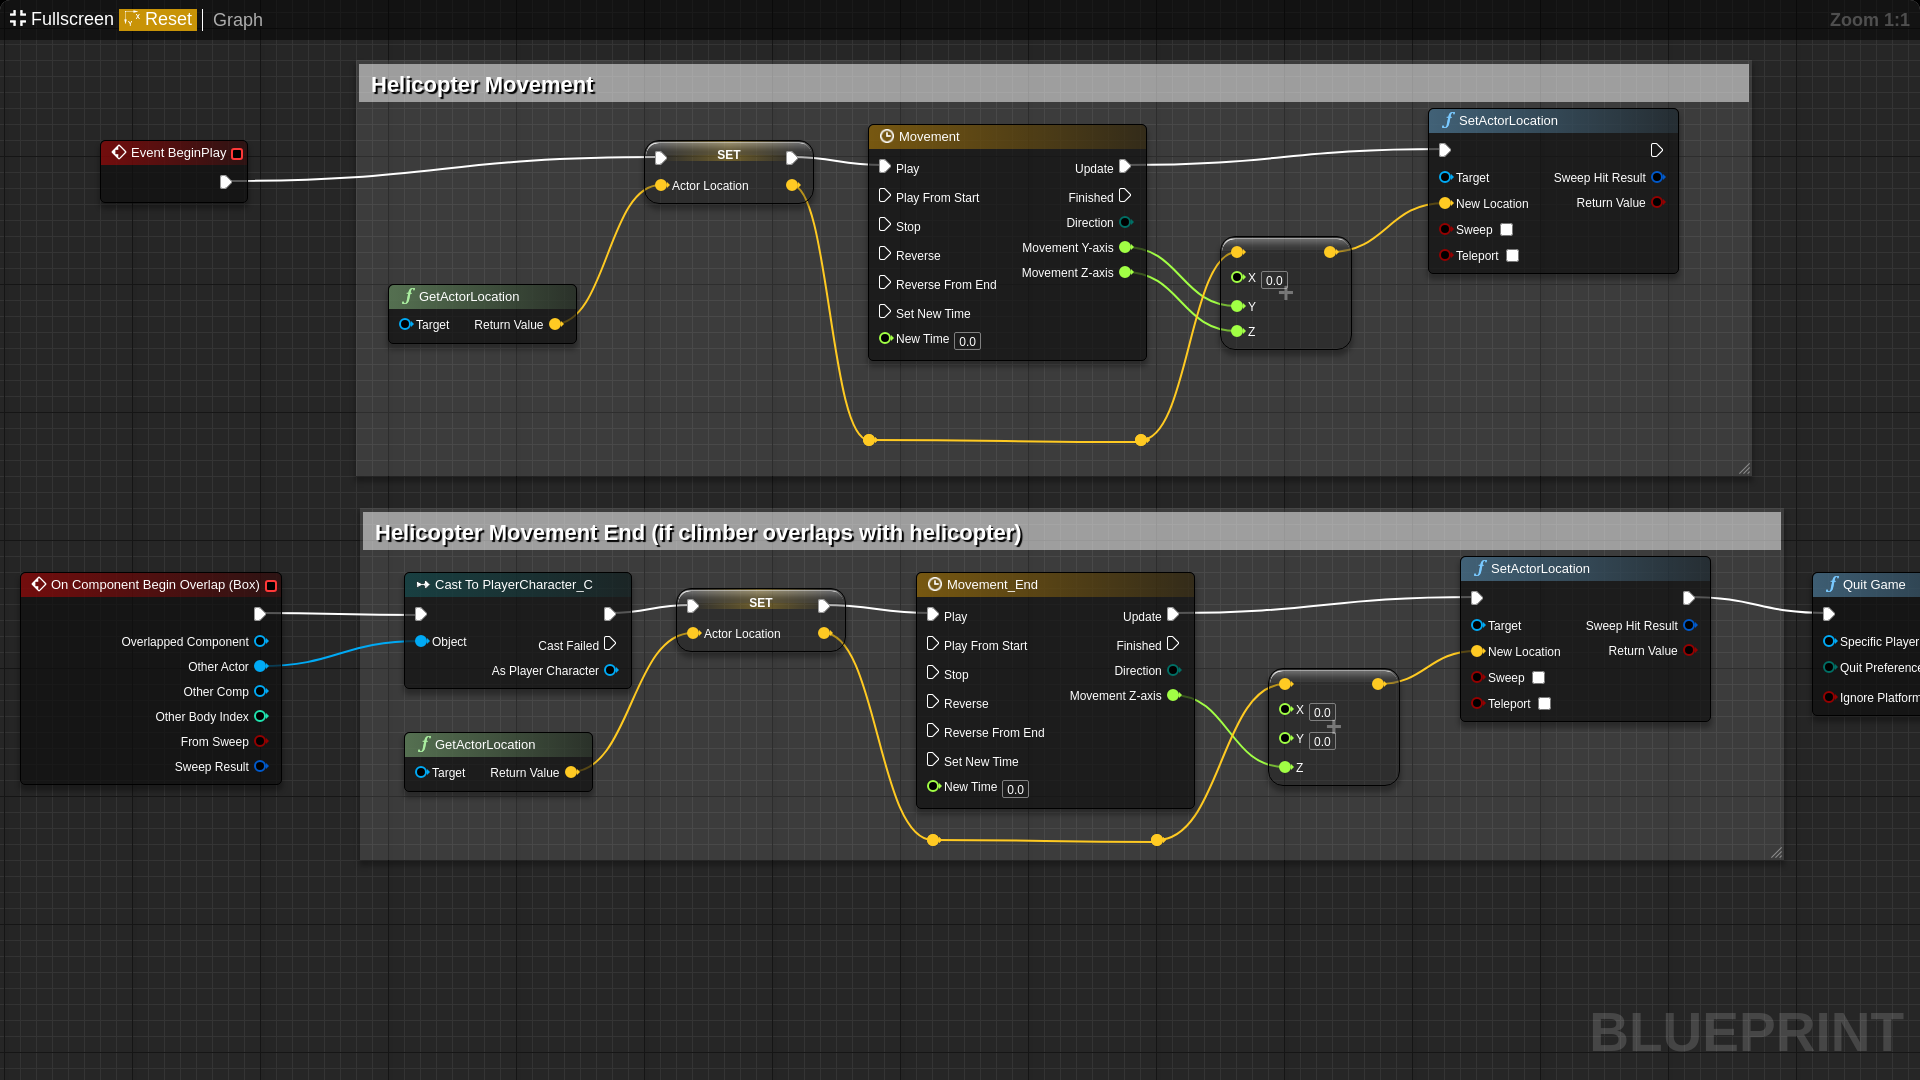 Fullscreen Reset Graph
Zoom 1:1
Helicopter Movement
Event BeginPlay
SET
Actor Location
GetActorLocation
Target Return Value
Movement
Play Update
Play From Start Finished
Stop Direction
Reverse Movement Y-axis
Reverse From End Movement Z-axis
Set New Time
New Time 0.0
X 0.0
Y
Z
SetActorLocation
Target Sweep Hit Result
New Location Return Value
Sweep
Teleport
Helicopter Movement End (if climber overlaps with helicopter)
On Component Begin Overlap (Box)
Overlapped Component
Other Actor
Other Comp
Other Body Index
From Sweep
Sweep Result
Cast To PlayerCharacter_C
Object Cast Failed
As Player Character
GetActorLocation
Target Return Value
SET
Actor Location
Movement_End
Play Update
Play From Start Finished
Stop Direction
Reverse Movement Z-axis
Reverse From End
Set New Time
New Time 0.0
X 0.0
Y 0.0
Z
SetActorLocation
Target Sweep Hit Result
New Location Return Value
Sweep
Teleport
Quit Game
Specific Player
Quit Preference
Ignore Platform
BLUEPRINT